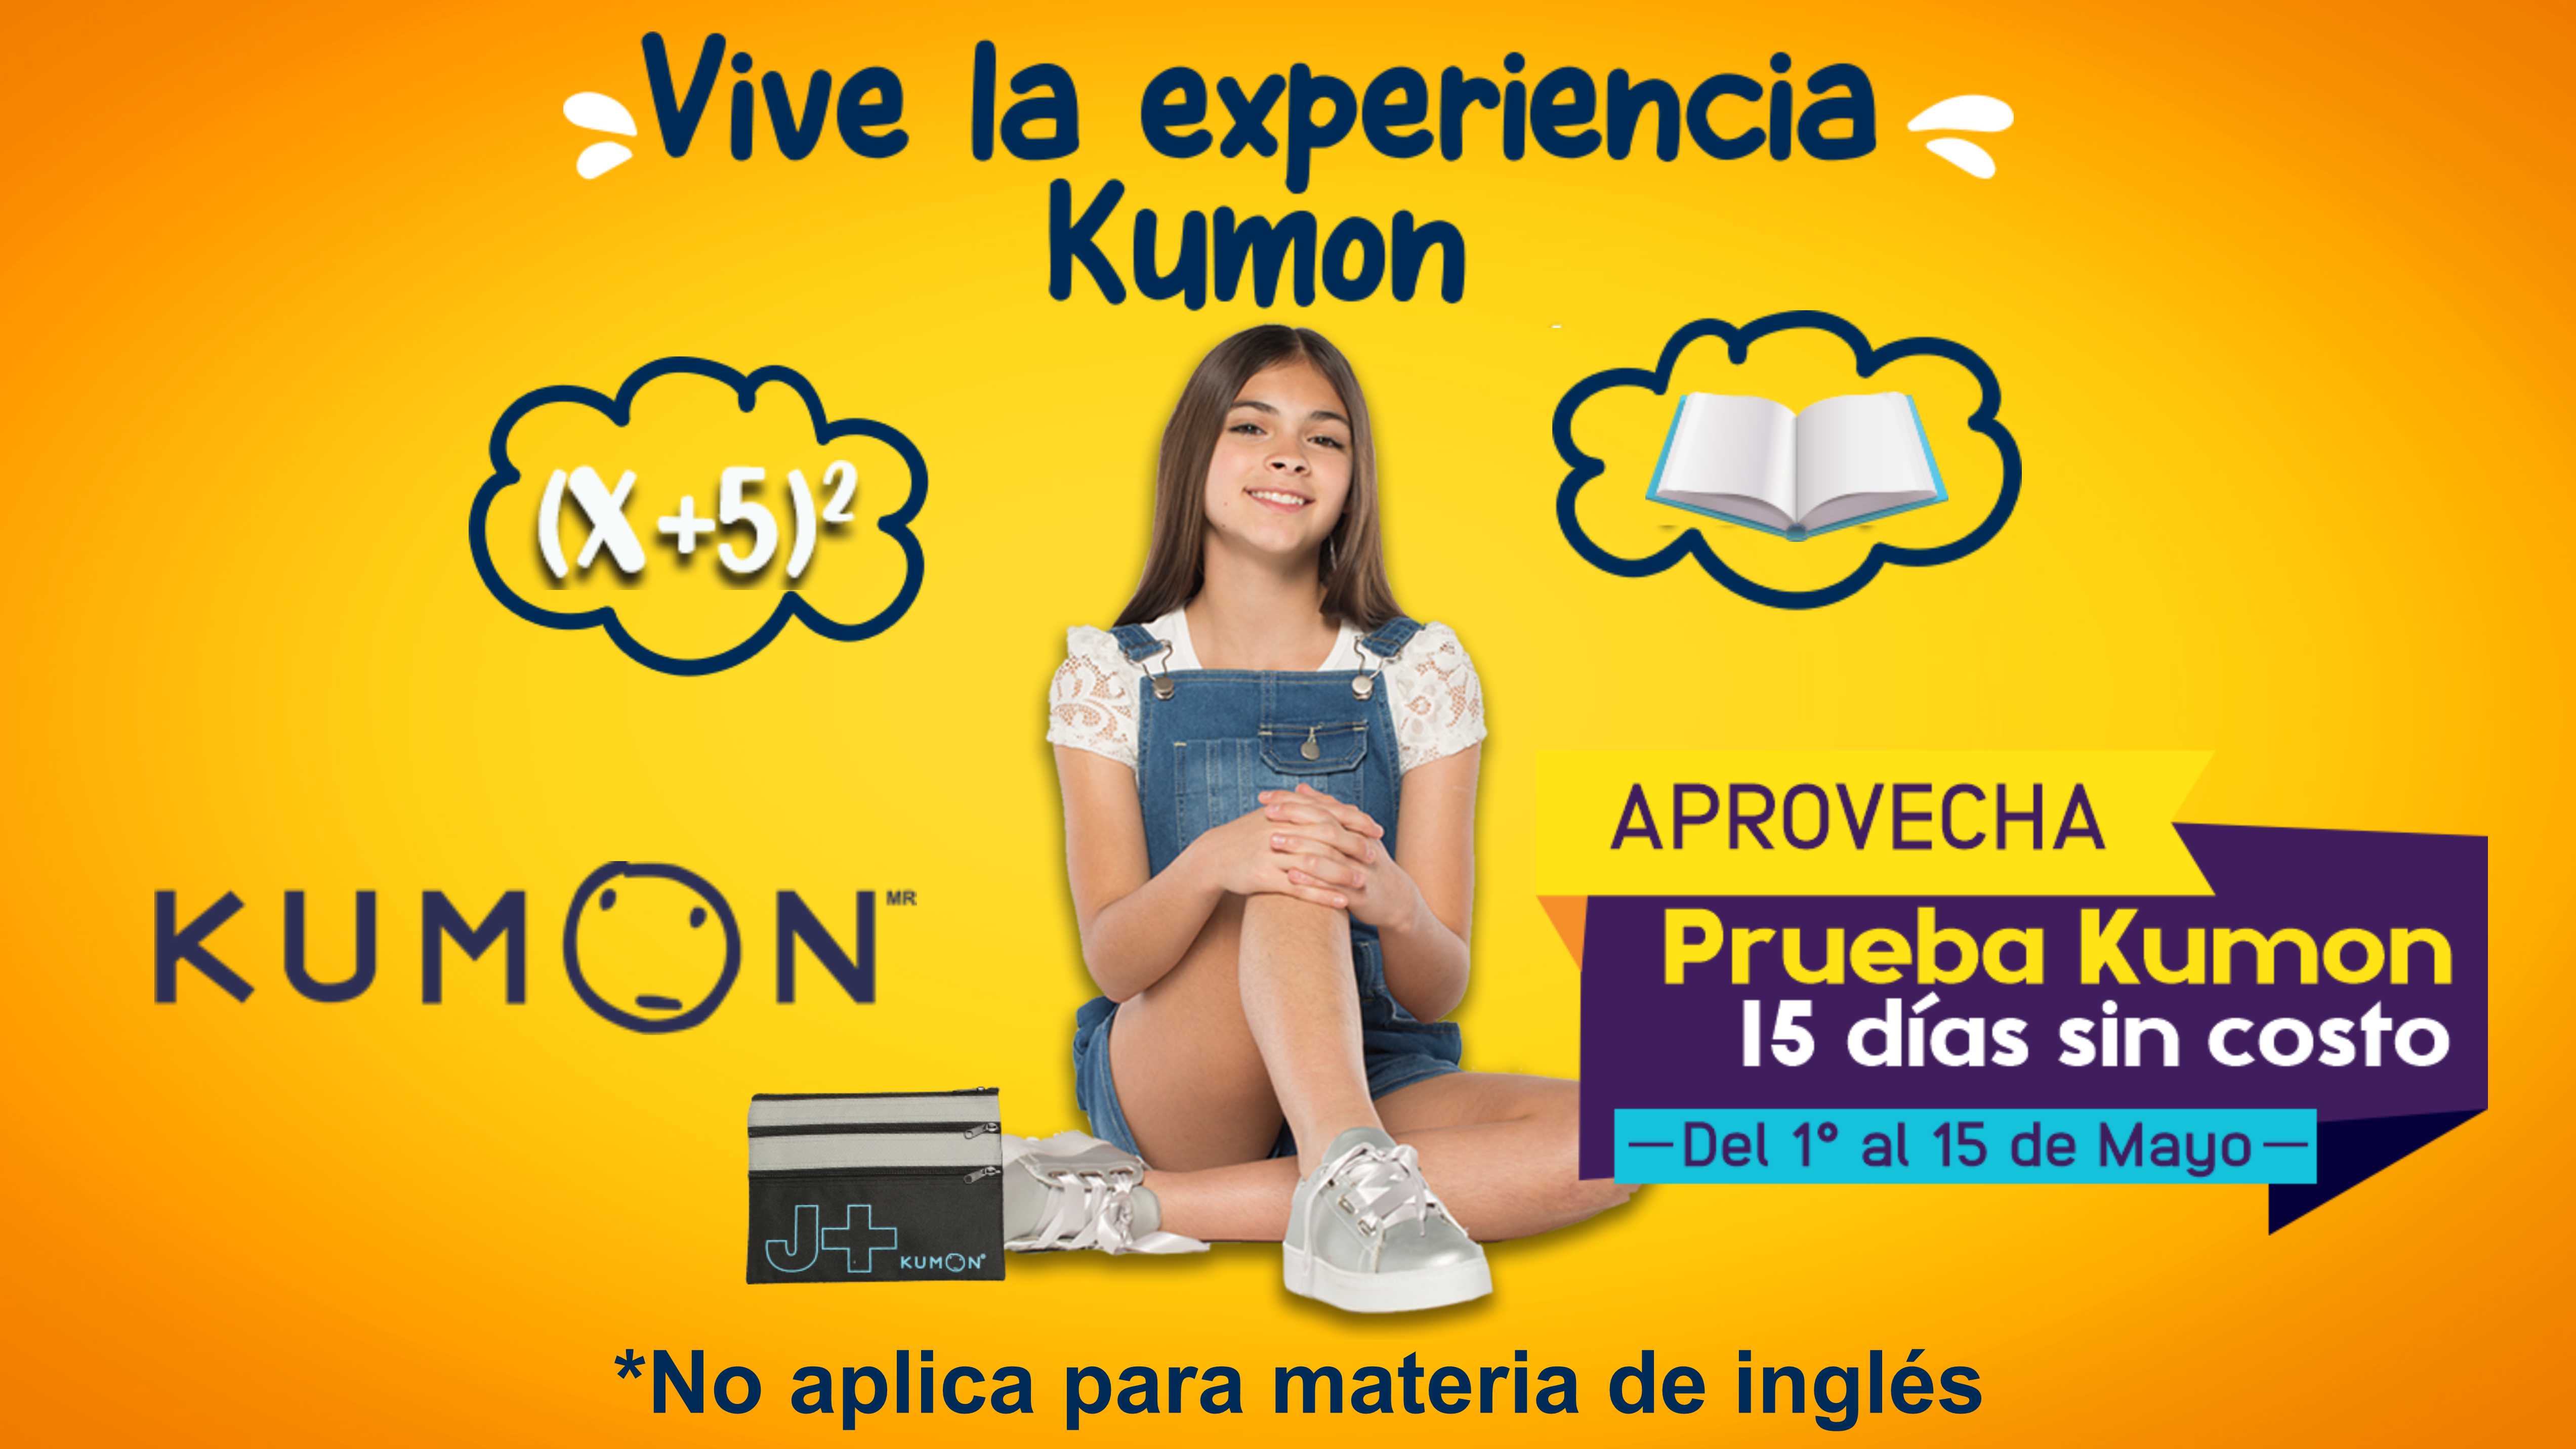 Vive la experiencia
Kumon
(x+5)²
KUMON MR
APROVECHA
Prueba Kumon
15 días sin costo
Del 1° al 15 de Mayo
J+
KUMON®
*No aplica para materia de inglés